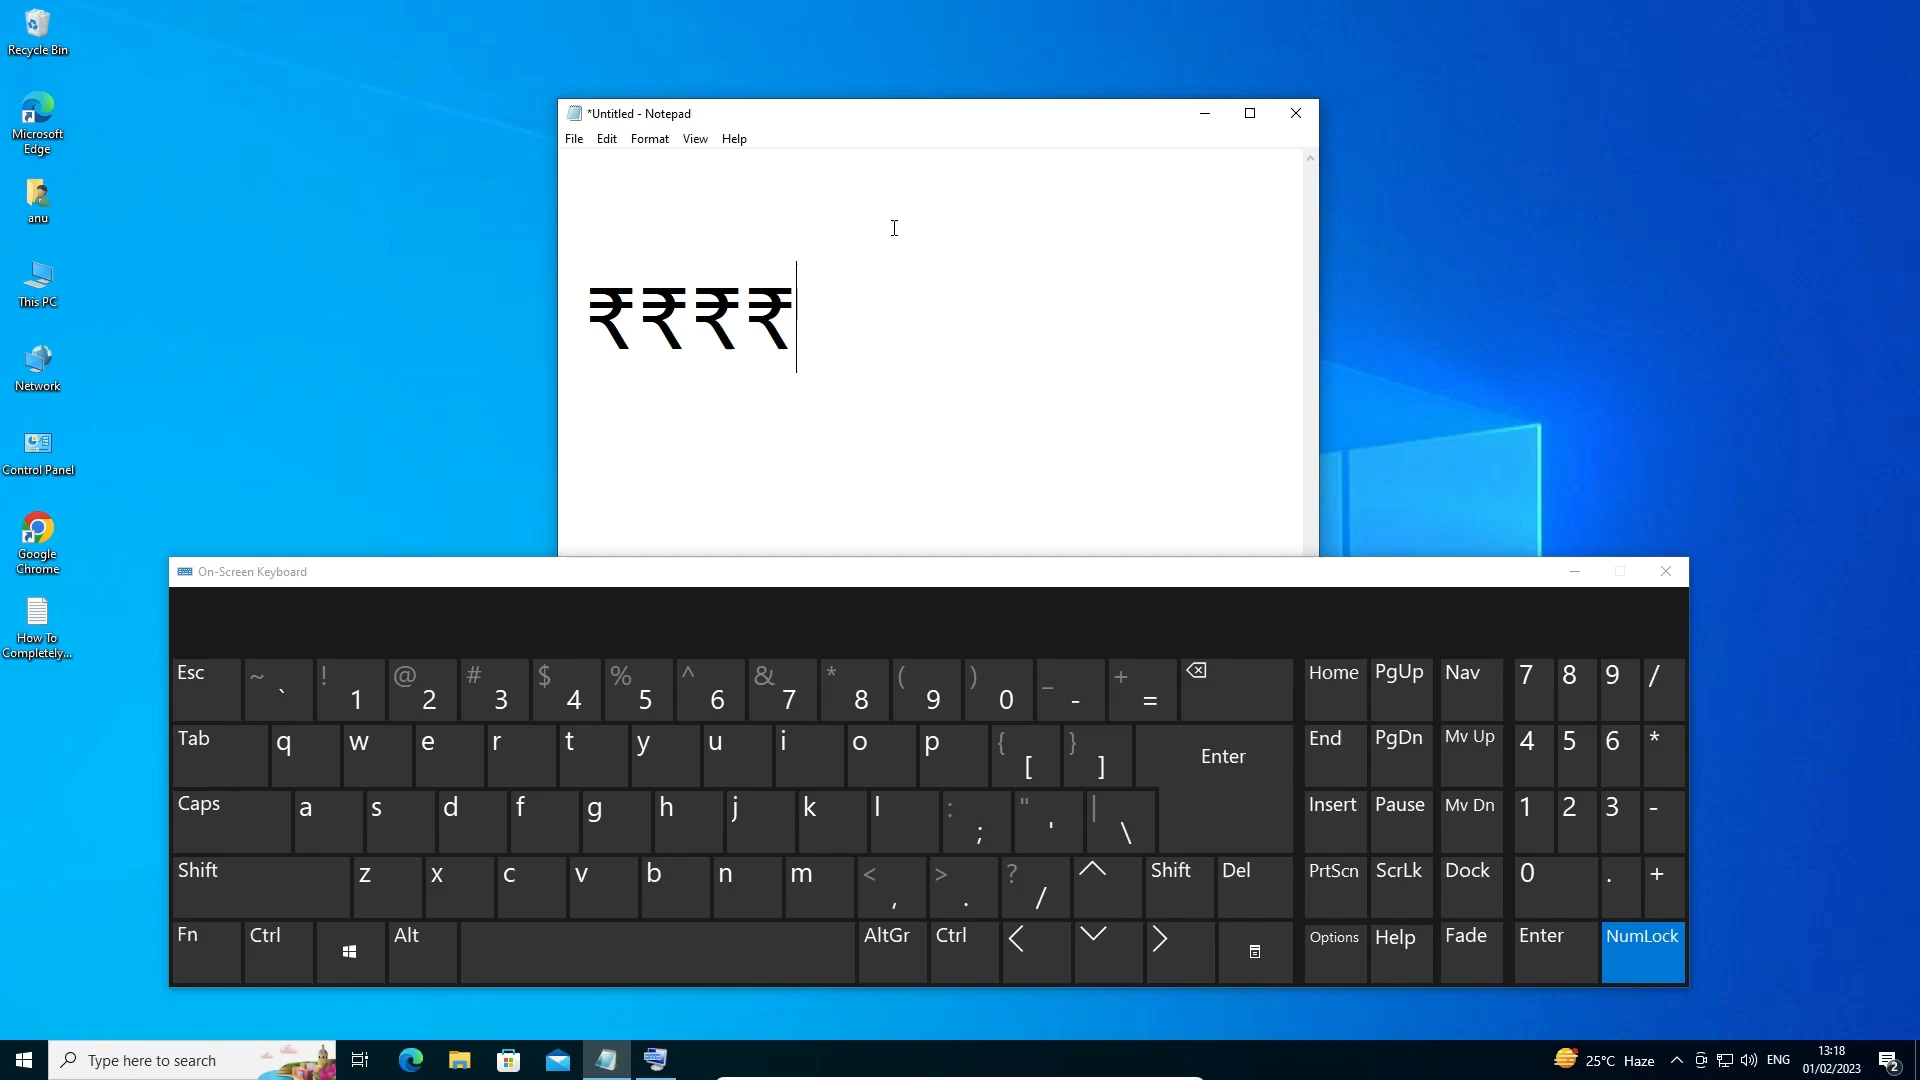 Recycle Bin
Microsoft
Edge
anu
This PC
Network
Control Panel
Google
Chrome
How To
Completely...
*Untitled - Notepad
File Edit Format View Help
₹₹₹₹
On-Screen Keyboard
Esc ~ ` ! 1 @ 2 # 3 $ 4 % 5 ^ 6 & 7 * 8 ( 9 ) 0 _ - + = Home PgUp Nav 7 8 9 /
Tab q w e r t y u i o p { [ } ] Enter End PgDn Mv Up 4 5 6 *
Caps a s d f g h j k l : ; " ' | \ Insert Pause Mv Dn 1 2 3 -
Shift z x c v b n m < , > . ? / Shift Del PrtScn ScrLk Dock 0 . +
Fn Ctrl Alt AltGr Ctrl Options Help Fade Enter NumLock
Type here to search
25°C Haze
ENG
13:18
01/02/2023
2